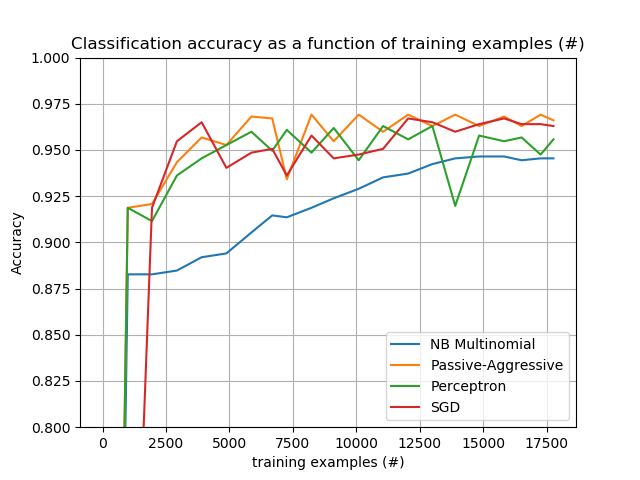 Classification accuracy as a function of training examples (#)
1.000
0.975
0.950
0.925
0.900
0.875
0.850
0.825
0.800
Accuracy
NB Multinomial
Passive-Aggressive
Perceptron
SGD
0 2500 5000 7500 10000 12500 15000 17500
training examples (#)